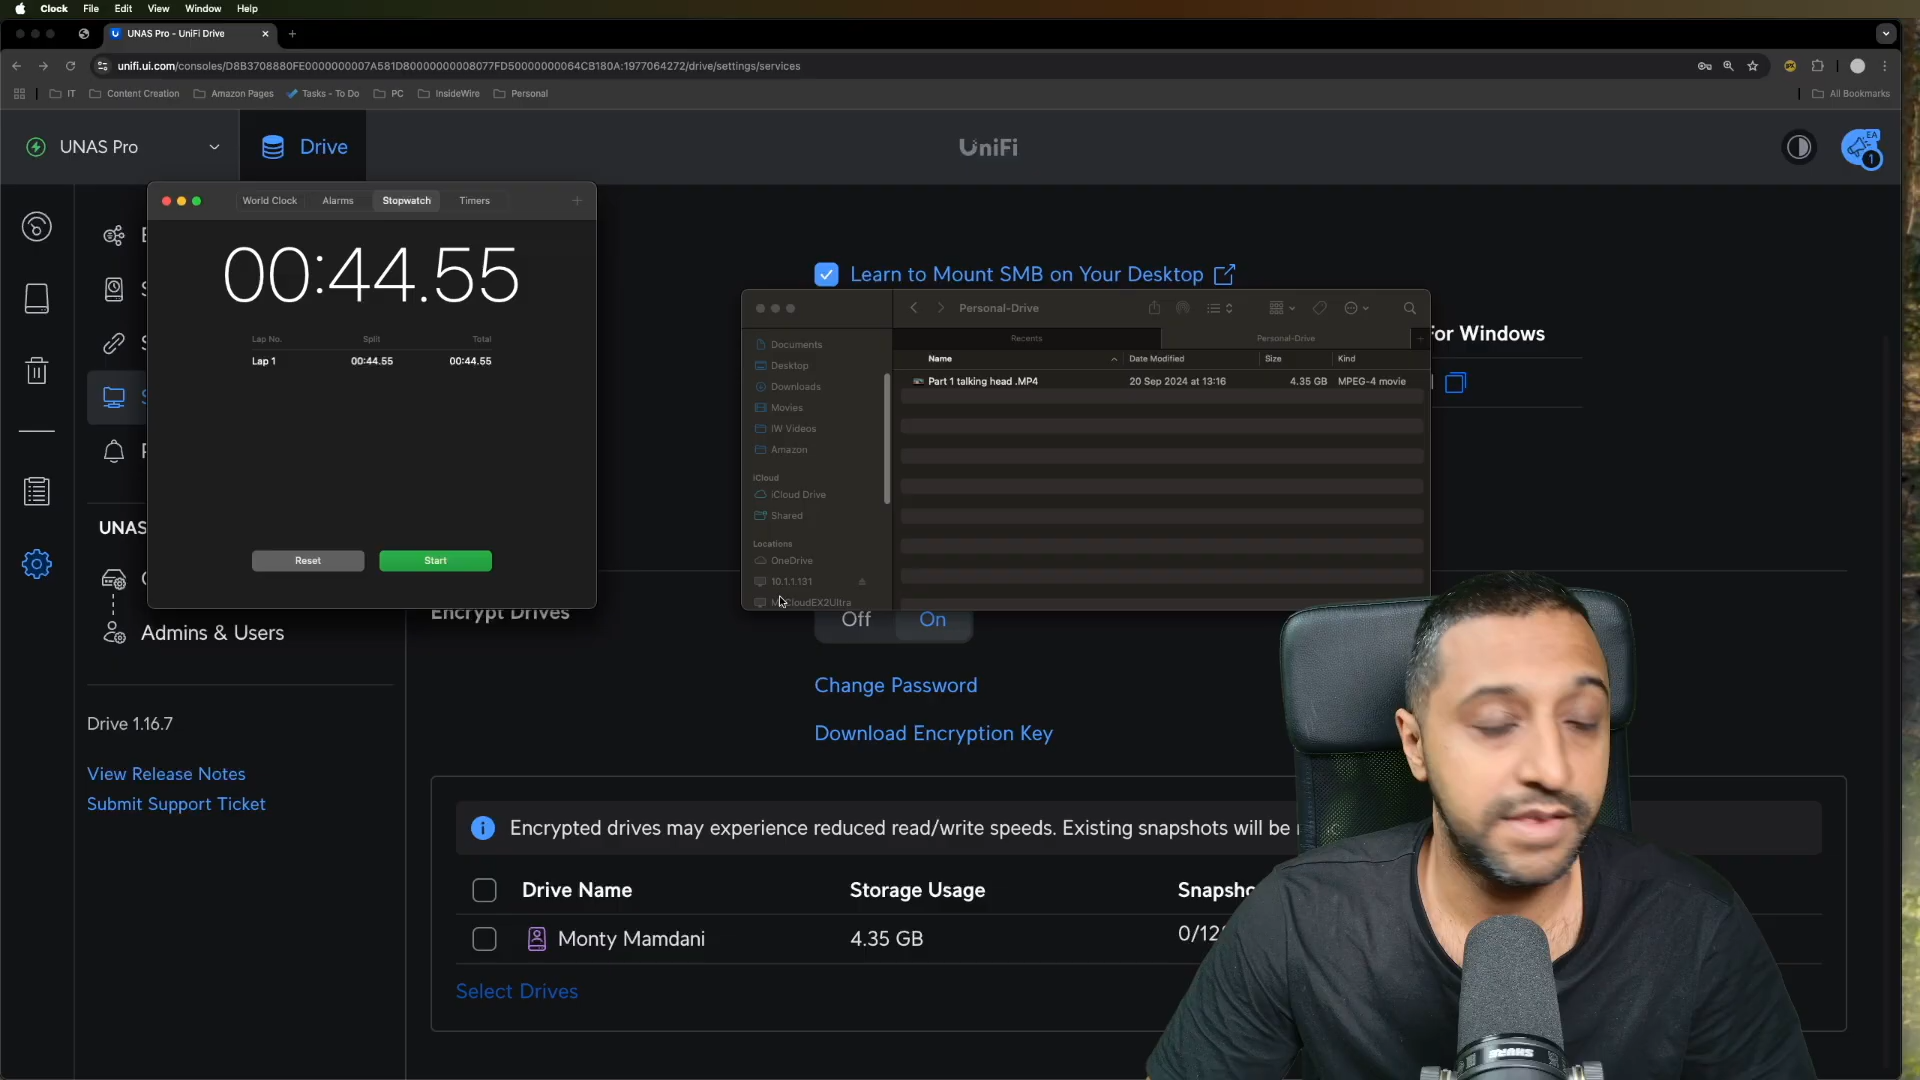 Clock File Edit View Window Help
UNAS Pro - UniFi Drive
unifi.ui.com/consoles/D8B3708880FE0000000007A581D80000000008077FD50000000064CB180A:1977064272/drive/settings/services
IT Content Creation Amazon Pages Tasks - To Do PC InsideWire Personal All Bookmarks
UNAS Pro Drive UniFi EA 1
World Clock Alarms Stopwatch Timers
00:44.55
Lap No. Split Total
Lap 1 00:44.55 00:44.55
Reset Start
Learn to Mount SMB on Your Desktop
For Windows
Personal-Drive
Recents Personal-Drive
Name Date Modified Size Kind
Part 1 talking head .MP4 20 Sep 2024 at 13:16 4.35 GB MPEG-4 movie
Documents
Desktop
Downloads
Movies
IW Videos
Amazon
iCloud
iCloud Drive
Shared
Locations
OneDrive
10.1.1.131
UNAS
Admins & Users
Drive 1.16.7
View Release Notes
Submit Support Ticket
Encrypt Drives
Off On
Change Password
Download Encryption Key
Encrypted drives may experience reduced read/write speeds. Existing snapshots will be
Drive Name Storage Usage Snapsho
Monty Mamdani 4.35 GB 0/12
Select Drives
SHURE